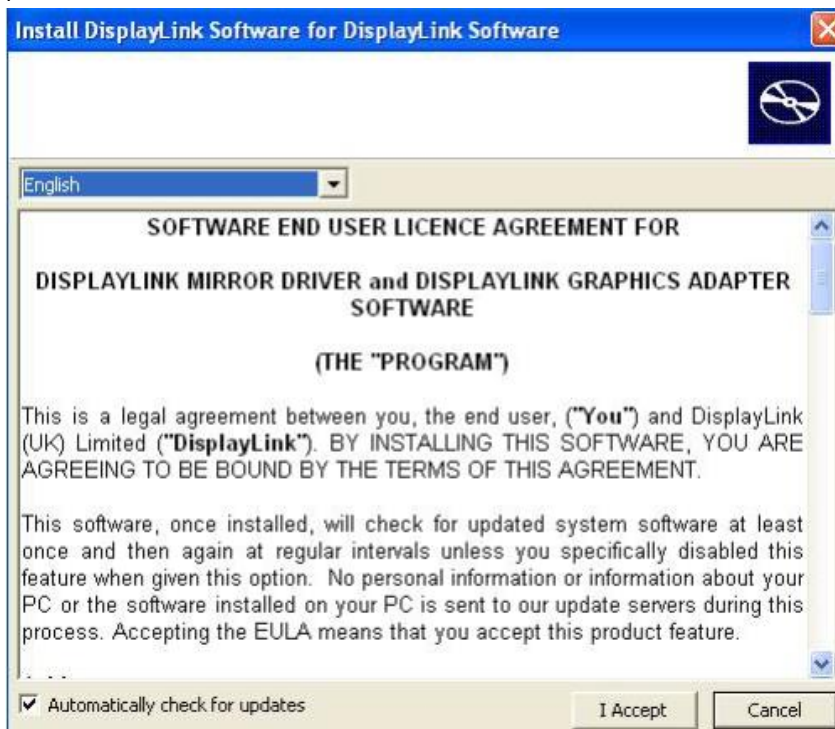 Install DisplayLink Software for DisplayLink Software
English
SOFTWARE END USER LICENCE AGREEMENT FOR
DISPLAYLINK MIRROR DRIVER and DISPLAYLINK GRAPHICS ADAPTER
SOFTWARE
(THE "PROGRAM")
This is a legal agreement between you, the end user, ("You") and DisplayLink
(UK) Limited ("DisplayLink"). BY INSTALLING THIS SOFTWARE, YOU ARE
AGREEING TO BE BOUND BY THE TERMS OF THIS AGREEMENT.
This software, once installed, will check for updated system software at least
once and then again at regular intervals unless you specifically disabled this
feature when given this option. No personal information or information about your
PC or the software installed on your PC is sent to our update servers during this
process. Accepting the EULA means that you accept this product feature.
Automatically check for updates
I Accept
Cancel